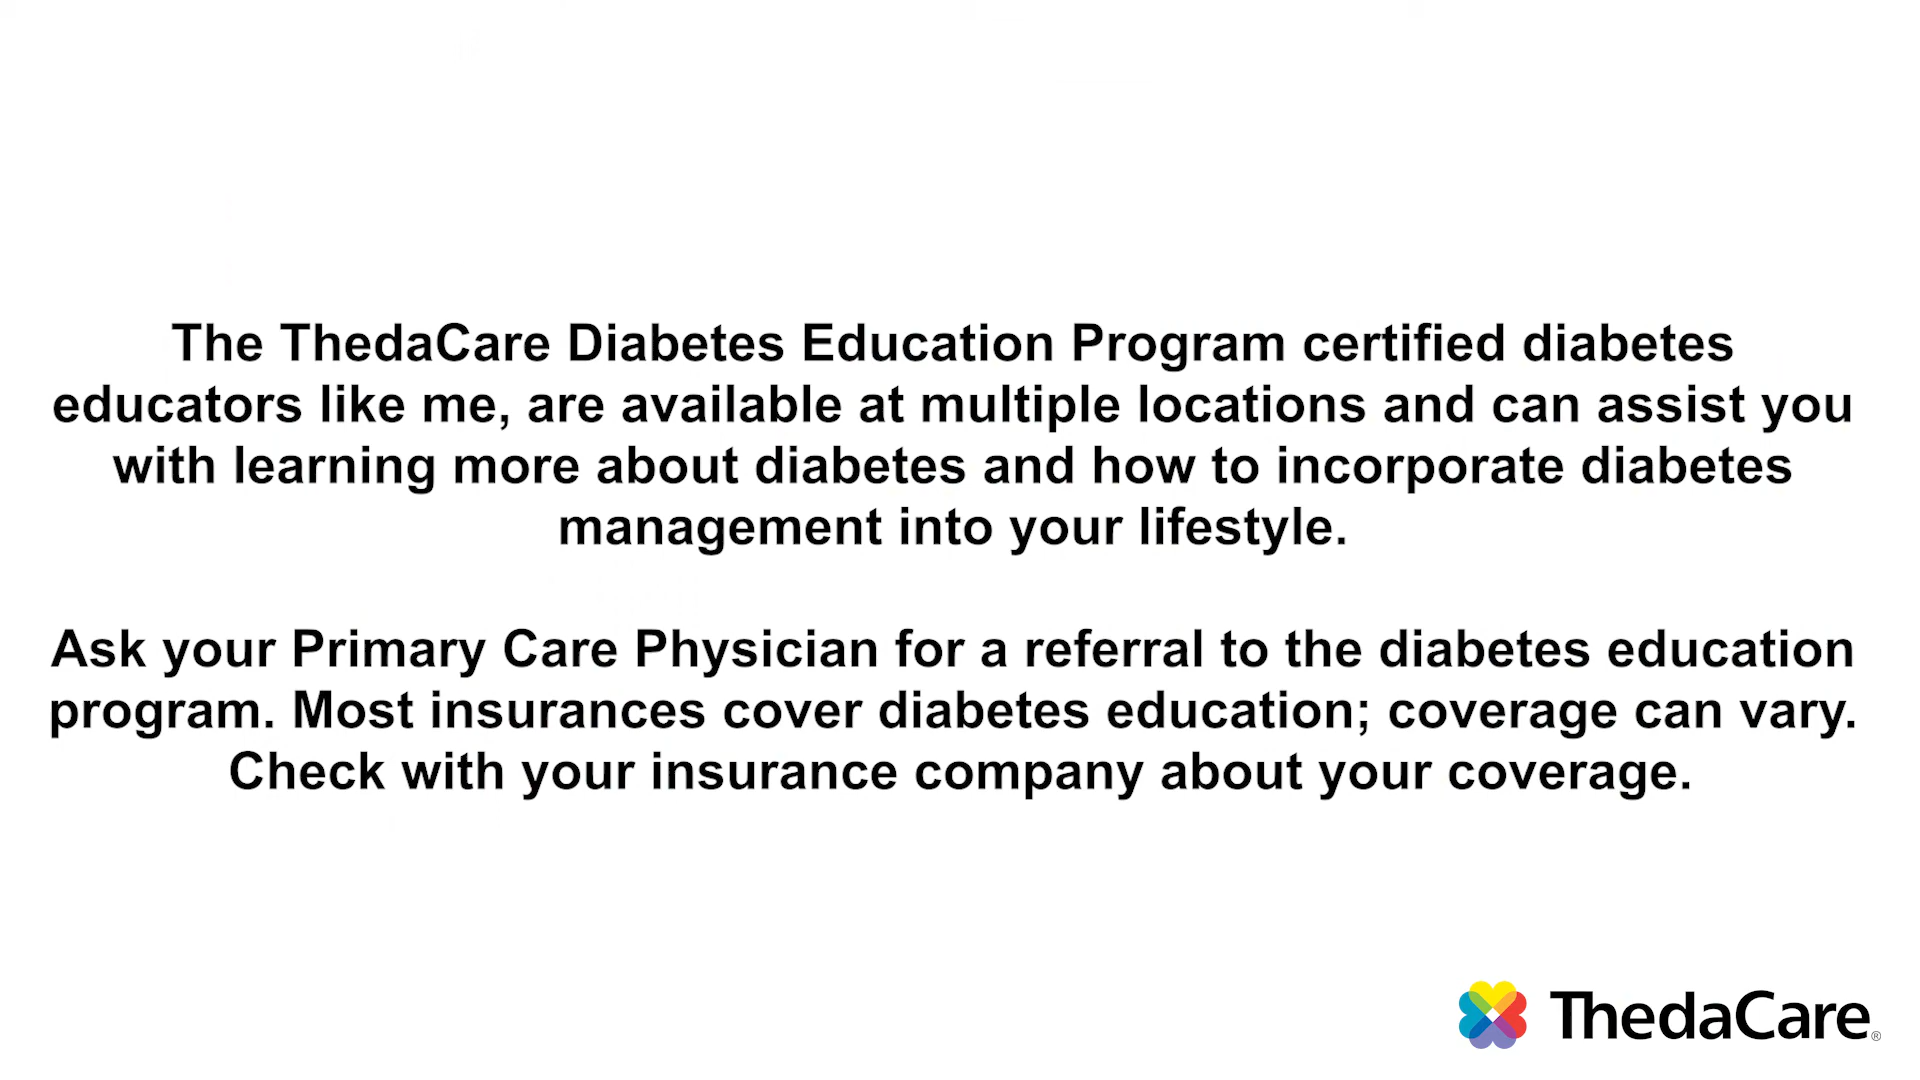 The ThedaCare Diabetes Education Program certified diabetes
educators like me, are available at multiple locations and can assist you
with learning more about diabetes and how to incorporate diabetes
management into your lifestyle.
Ask your Primary Care Physician for a referral to the diabetes education
program. Most insurances cover diabetes education; coverage can vary.
Check with your insurance company about your coverage.
ThedaCare®